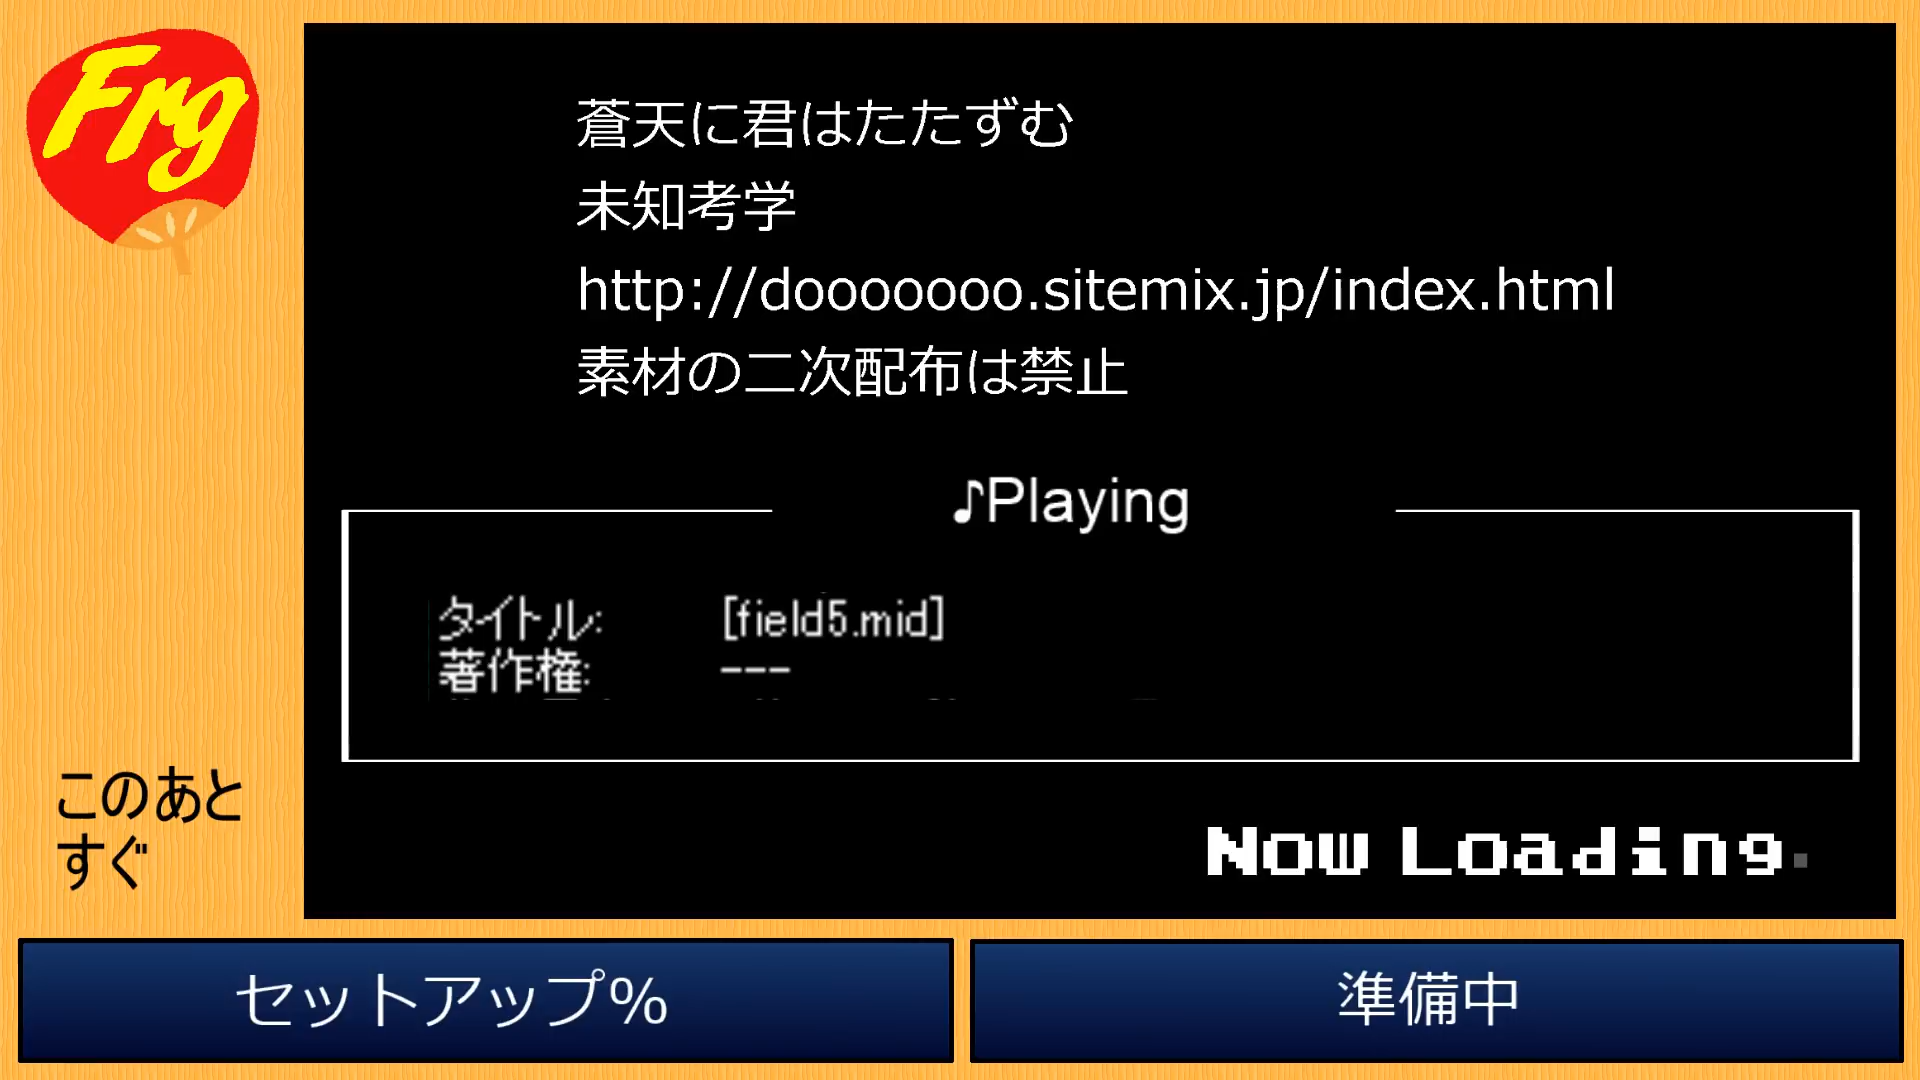 Frg
蒼天に君はたたずむ
未知考学
http://dooooooo.sitemix.jp/index.html
素材の二次配布は禁止
♪Playing
タイトル: [field5.mid]
著作権: ---
Now Loading.
このあと
すぐ
セットアップ%
準備中